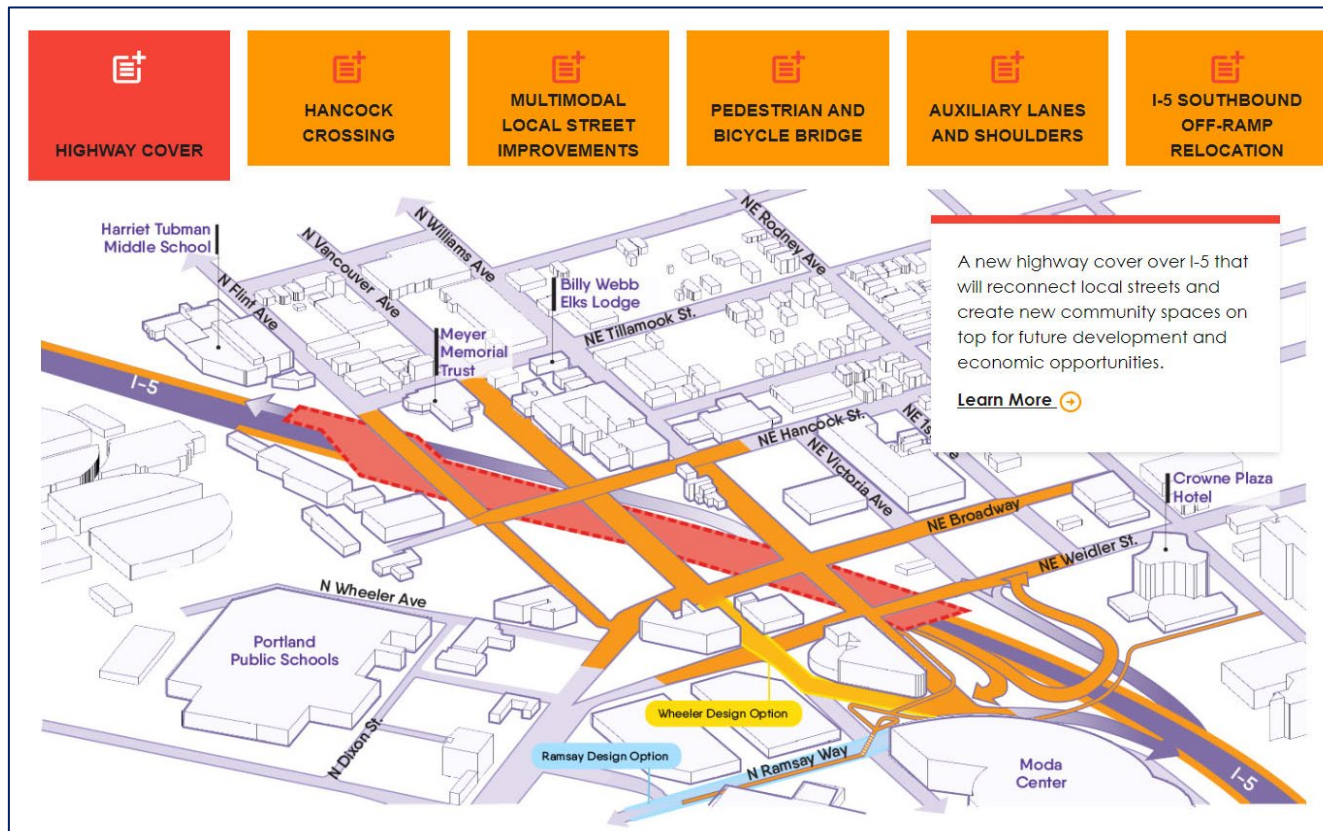 HIGHWAY COVER
HANCOCK
CROSSING
MULTIMODAL
LOCAL STREET
IMPROVEMENTS
PEDESTRIAN AND
BICYCLE BRIDGE
AUXILIARY LANES
AND SHOULDERS
I-5 SOUTHBOUND
OFF-RAMP
RELOCATION
Harriet Tubman
Middle School
N Flint Ave
N Vancouver Ave
N Williams Ave
NE Rodney Ave
Billy Webb
Elks Lodge
NE Tillamook St.
Meyer
Memorial
Trust
I-5
A new highway cover over I-5 that
will reconnect local streets and
create new community spaces on
top for future development and
economic opportunities.
Learn More
NE Hancock St.
NE Victoria Ave
Crowne Plaza
Hotel
NE Broadway
NE Weidler St.
N Wheeler Ave
Portland
Public Schools
N Dixon St.
Wheeler Design Option
Ramsay Design Option
N Ramsay Way
Moda
Center
I-5